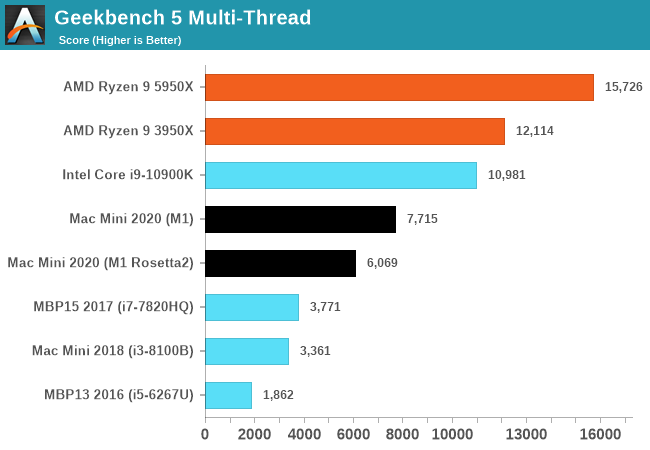 Geekbench 5 Multi-Thread
Score (Higher is Better)
AMD Ryzen 9 5950X 15,726
AMD Ryzen 9 3950X 12,114
Intel Core i9-10900K 10,981
Mac Mini 2020 (M1) 7,715
Mac Mini 2020 (M1 Rosetta2) 6,069
MBP15 2017 (i7-7820HQ) 3,771
Mac Mini 2018 (i3-8100B) 3,361
MBP13 2016 (i5-6267U) 1,862
0 2000 4000 6000 8000 10000 13000 16000